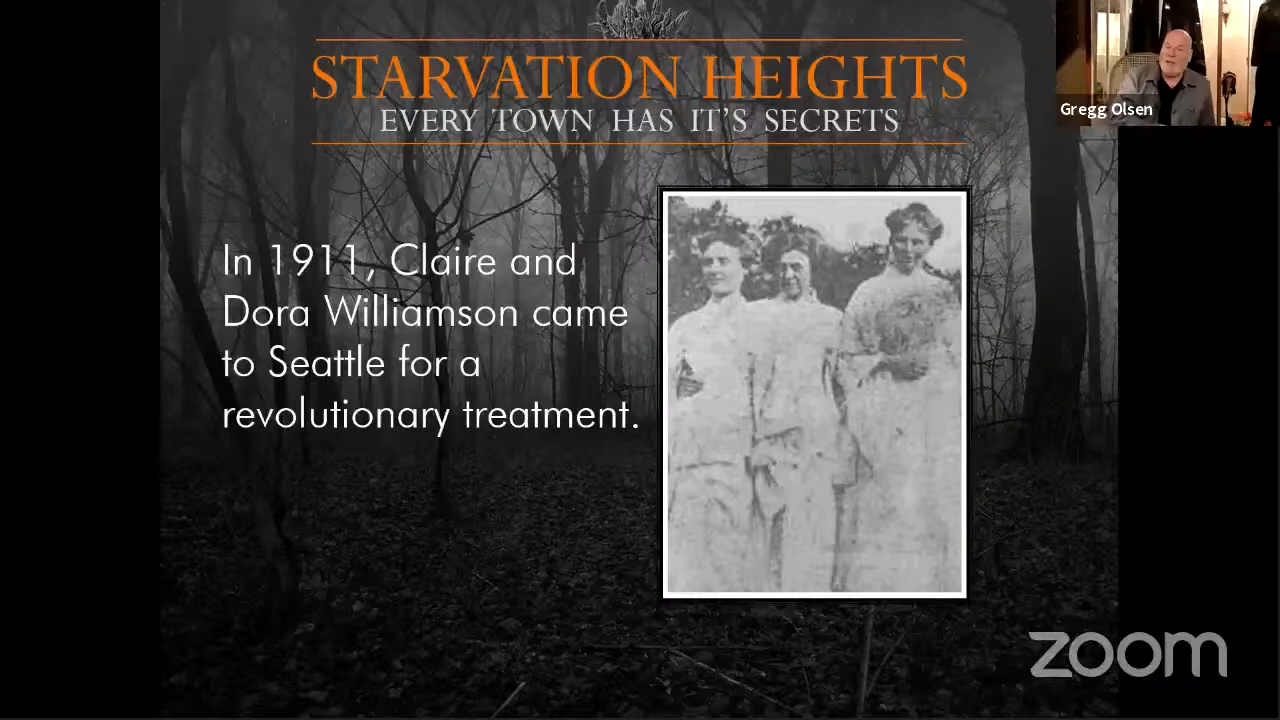 STARVATION HEIGHTS
EVERY TOWN HAS IT'S SECRETS
Gregg Olsen
In 1911, Claire and
Dora Williamson came
to Seattle for a
revolutionary treatment.
zoom